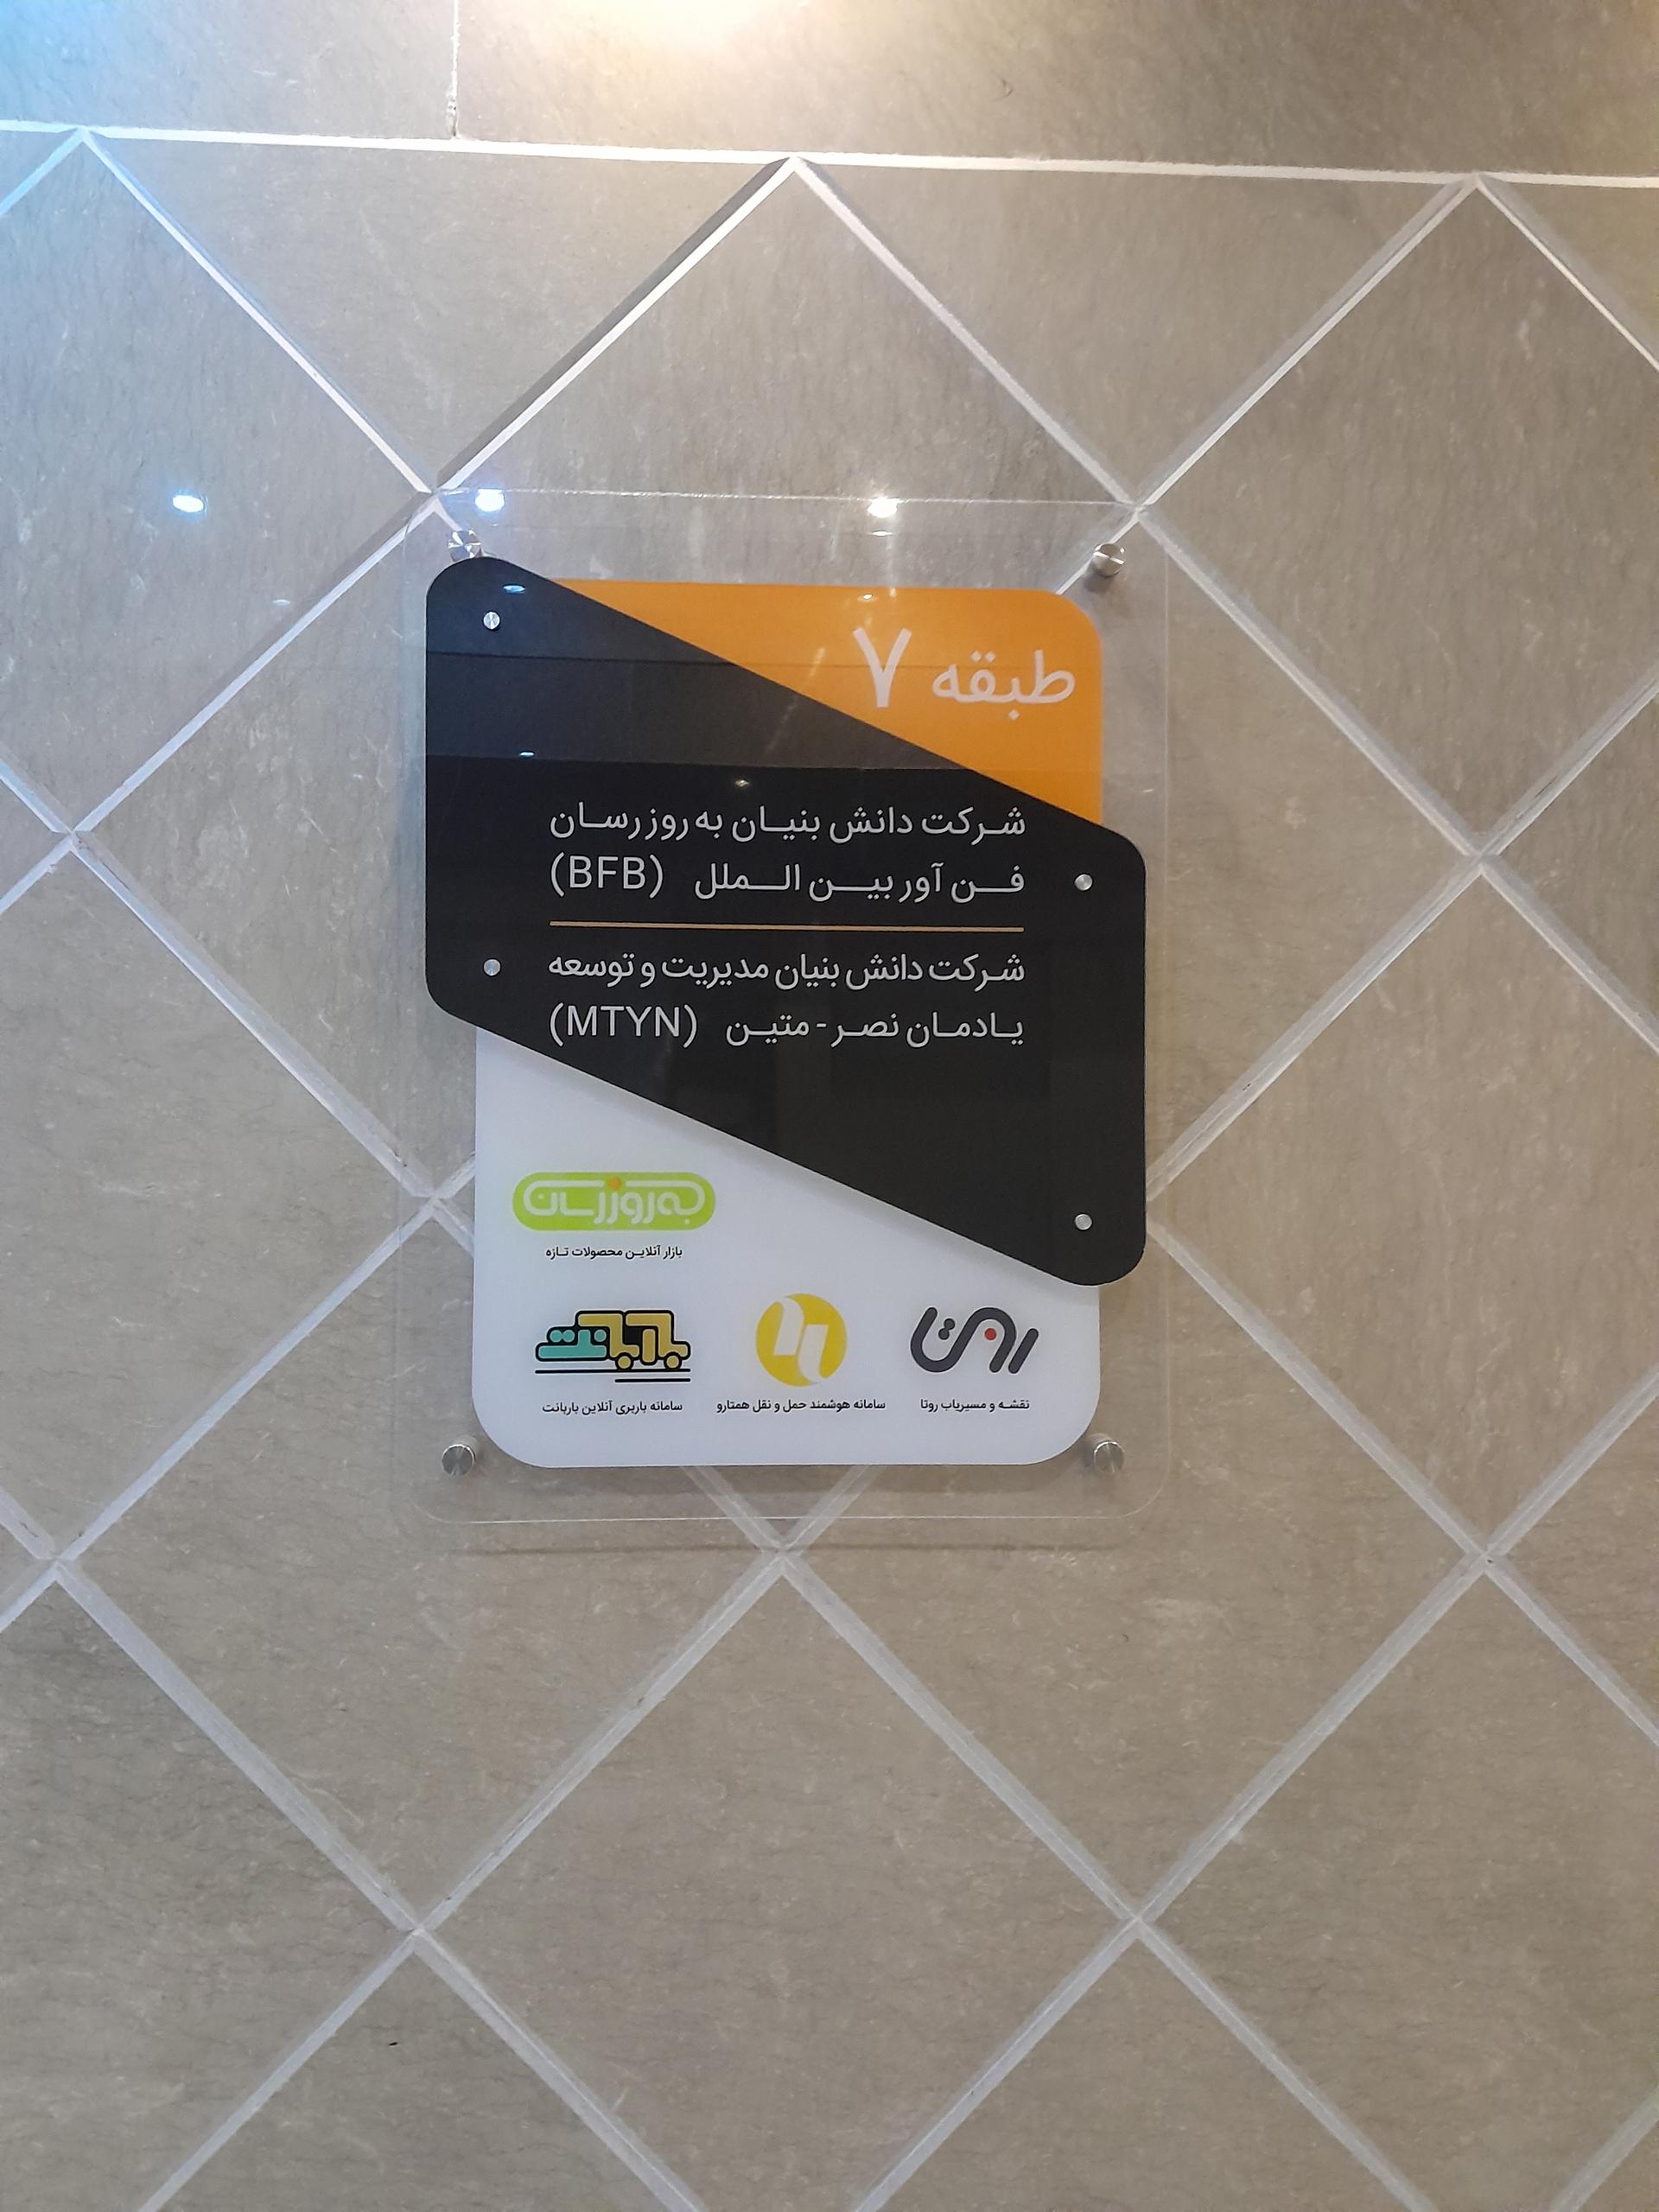 طبقه ۷
شرکت دانش بنیان به روز رسان
فن آور بین الملل (BFB)
شرکت دانش بنیان مدیریت و توسعه
یادمان نصر - متین (MTYN)
به روز رسان
بازار آنلاین محصولات تازه
روتا
باربانت
نقشه و مسیریاب روتا
سامانه هوشمند حمل و نقل همتارو
سامانه باربری آنلاین باربانت